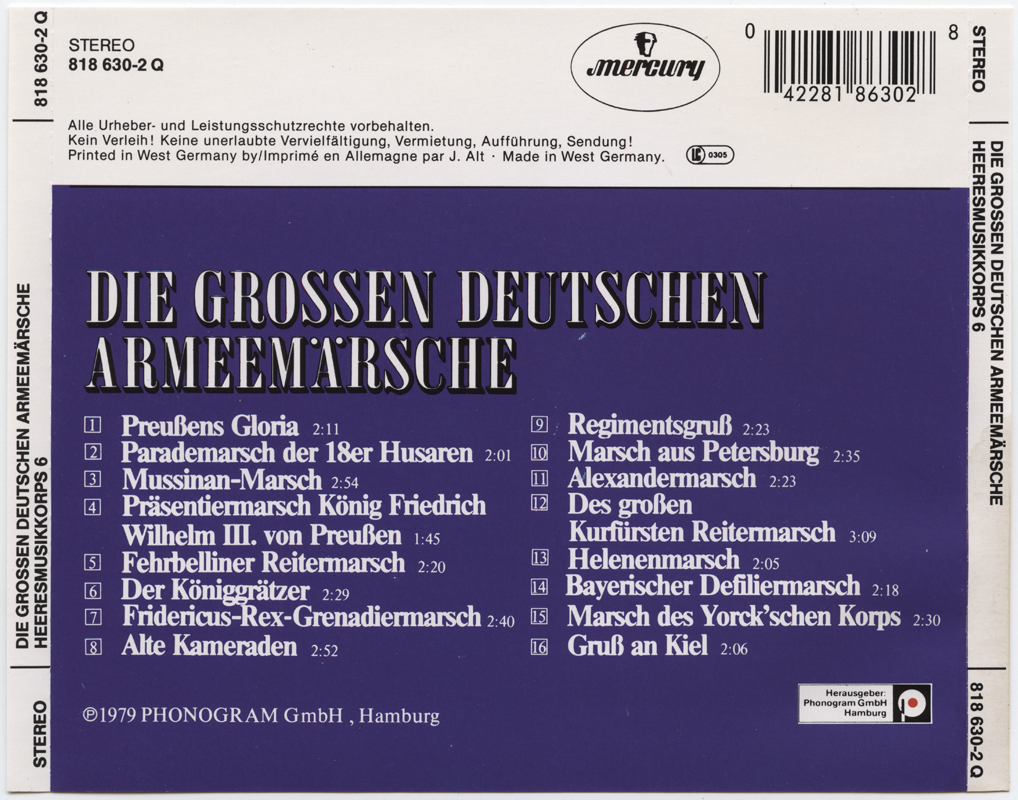 STEREO
818 630-2 Q
mercury
0 42281 86302 8
Alle Urheber- und Leistungsschutzrechte vorbehalten.
Kein Verleih! Keine unerlaubte Vervielfältigung, Vermietung, Aufführung, Sendung!
Printed in West Germany by/Imprimé en Allemagne par J. Alt · Made in West Germany.
LC 0305
DIE GROSSEN DEUTSCHEN
ARMEEMÄRSCHE
1 Preußens Gloria 2:11
2 Parademarsch der 18er Husaren 2:01
3 Mussinan-Marsch 2:54
4 Präsentiermarsch König Friedrich
Wilhelm III. von Preußen 1:45
5 Fehrbelliner Reitermarsch 2:20
6 Der Königgrätzer 2:29
7 Fridericus-Rex-Grenadiermarsch 2:40
8 Alte Kameraden 2:52
9 Regimentsgruß 2:23
10 Marsch aus Petersburg 2:35
11 Alexandermarsch 2:23
12 Des großen
Kurfürsten Reitermarsch 3:09
13 Helenenmarsch 2:05
14 Bayerischer Defiliermarsch 2:18
15 Marsch des Yorck'schen Korps 2:30
16 Gruß an Kiel 2:06
℗1979 PHONOGRAM GmbH , Hamburg
Herausgeber:
Phonogram GmbH
Hamburg
STEREO
DIE GROSSEN DEUTSCHEN ARMEEMÄRSCHE
HEERESMUSIKKORPS 6
818 630-2 Q
STEREO
DIE GROSSEN DEUTSCHEN ARMEEMÄRSCHE
HEERESMUSIKKORPS 6
818 630-2 Q